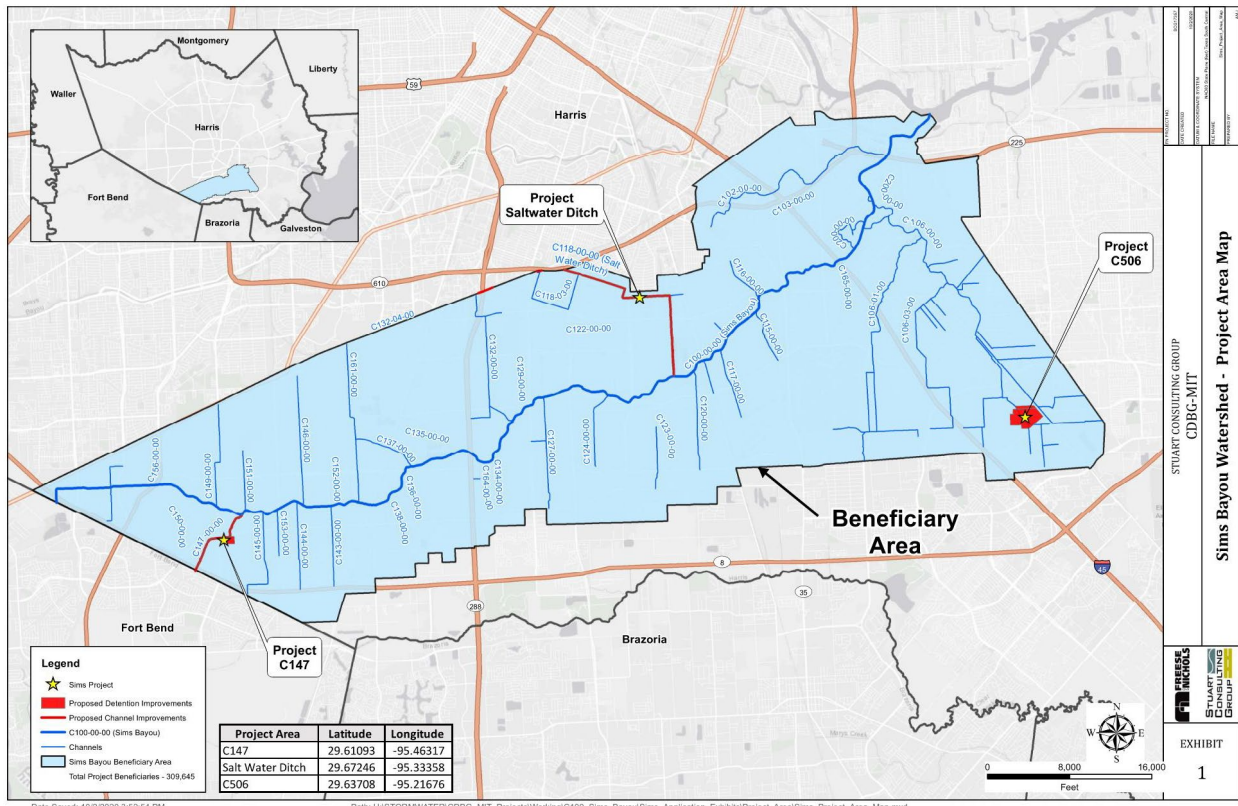 Montgomery
Liberty
Waller
Harris
Fort Bend
Brazoria
Galveston
59
Harris
225
Project
Saltwater Ditch
C102-00-00
C103-00-00
C106-00-00
Project
C506
C118-00-00 (Salt
Water Ditch)
610
C118-03-00
C116-00-00
C165-00-00
C106-01-00
C106-03-00
C132-04-00
C122-00-00
C100-00-00 (Sims Bayou)
C115-00-00
C161-00-00
C132-00-00
C129-00-00
C117-00-00
C120-00-00
C146-00-00
C135-00-00
C137-00-00
C127-00-00
C124-00-00
C123-00-00
C156-00-00
C149-00-00
C151-00-00
C152-00-00
C136-00-00
C138-00-00
C164-00-00
C134-00-00
C150-00-00
C147-00-00
C145-00-00
C153-00-00
C144-00-00
C143-00-00
Beneficiary
Area
8
35
45
288
Fort Bend
Brazoria
Project
C147
Legend
Sims Project
Proposed Detention Improvements
Proposed Channel Improvements
C100-00-00 (Sims Bayou)
Channels
Sims Bayou Beneficiary Area
Total Project Beneficiaries - 309,645
Project Area Latitude Longitude
C147 29.61093 -95.46317
Salt Water Ditch 29.67246 -95.33358
C506 29.63708 -95.21676
N
W E
S
0 8,000 16,000
Feet
STUART CONSULTING GROUP
CDBG-MIT
Sims Bayou Watershed - Project Area Map
FREESE
NICHOLS
STUART
CONSULTING
GROUP
EXHIBIT
1